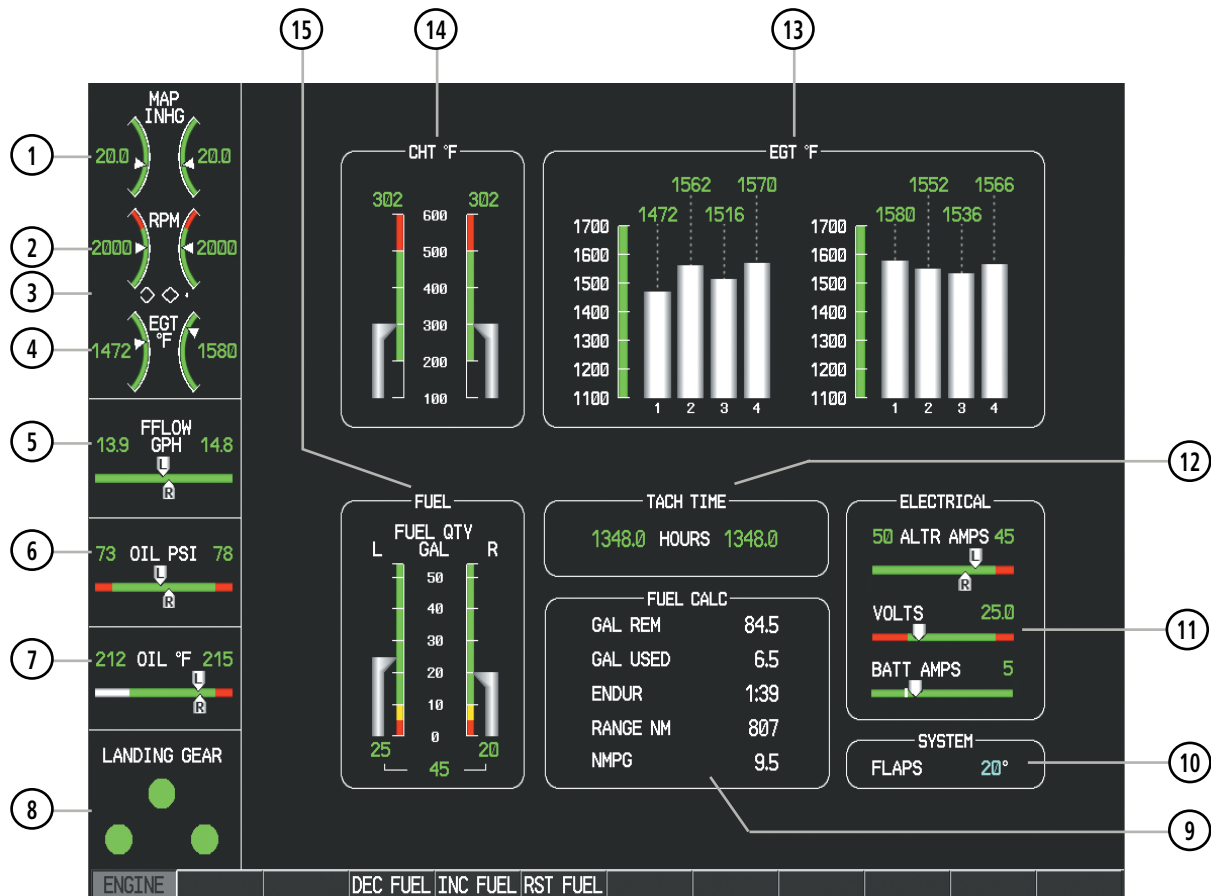 15 14 13
MAP
INHG
1
20.0 20.0
RPM
2
2000 2000
3
EGT
°F
4
1472 1580
5
FFLOW
13.9 GPH 14.8
L
R
6
73 OIL PSI 78
L
R
7
212 OIL °F 215
L
R
LANDING GEAR
8
CHT °F
302 302
600
500
400
300
200
100
EGT °F
1472 1562 1516 1570
1700
1600
1500
1400
1300
1200
1100
1 2 3 4
1580 1552 1536 1566
1700
1600
1500
1400
1300
1200
1100
1 2 3 4
FUEL
FUEL QTY
L GAL R
50
40
30
20
10
0
25 20
45
12
TACH TIME
1348.0 HOURS 1348.0
FUEL CALC
GAL REM 84.5
GAL USED 6.5
ENDUR 1:39
RANGE NM 807
NMPG 9.5
ELECTRICAL
50 ALTR AMPS 45
L
R
VOLTS 25.0
11
BATT AMPS 5
SYSTEM
FLAPS 20°
10
9
ENGINE DEC FUEL INC FUEL RST FUEL